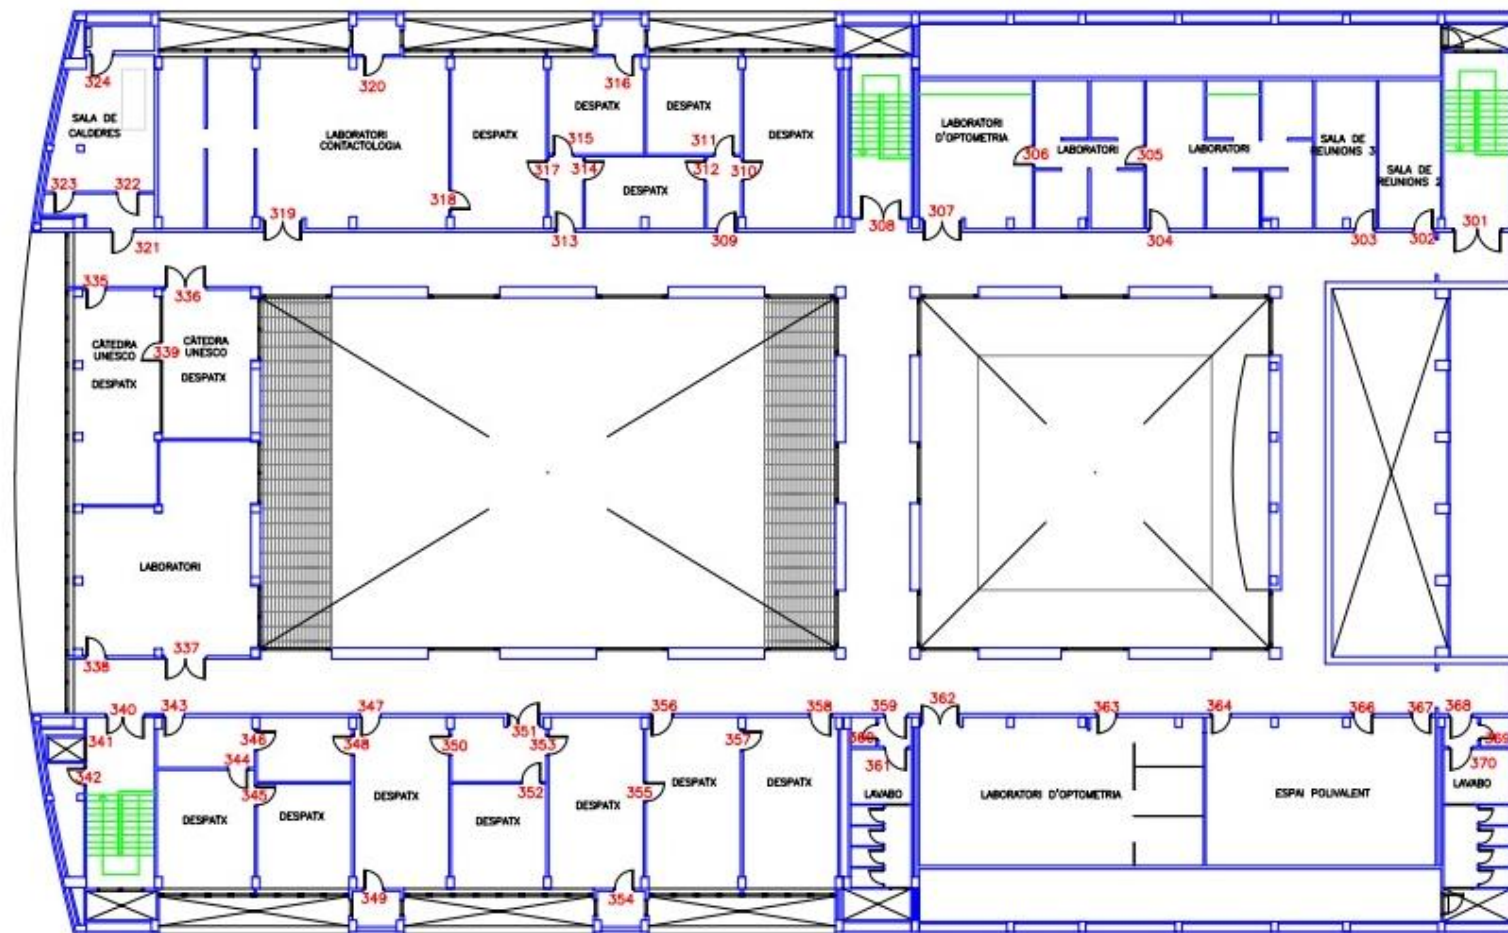 324
320
316
SALA DE
CALDERES
LABORATORI
CONTACTOLOGIA
DESPATX
DESPATX
DESPATX
DESPATX
315
311
317
314
312
310
DESPATX
LABORATORI
D'OPTOMETRIA
306
LABORATORI
305
LABORATORI
SALA DE
REUNIONS 3
SALA DE
REUNIONS 2
323
322
318
319
321
313
309
308
307
304
303
302
301
335
336
CÀTEDRA
UNESCO
DESPATX
339
CÀTEDRA
UNESCO
DESPATX
LABORATORI
338
337
340
343
347
351
356
358
359
362
363
364
366
367
368
341
342
346
344
345
348
350
353
352
357
355
361
369
370
DESPATX
DESPATX
DESPATX
DESPATX
DESPATX
DESPATX
DESPATX
LAVABO
LABORATORI D'OPTOMETRIA
ESPAI POLIVALENT
LAVABO
349
354